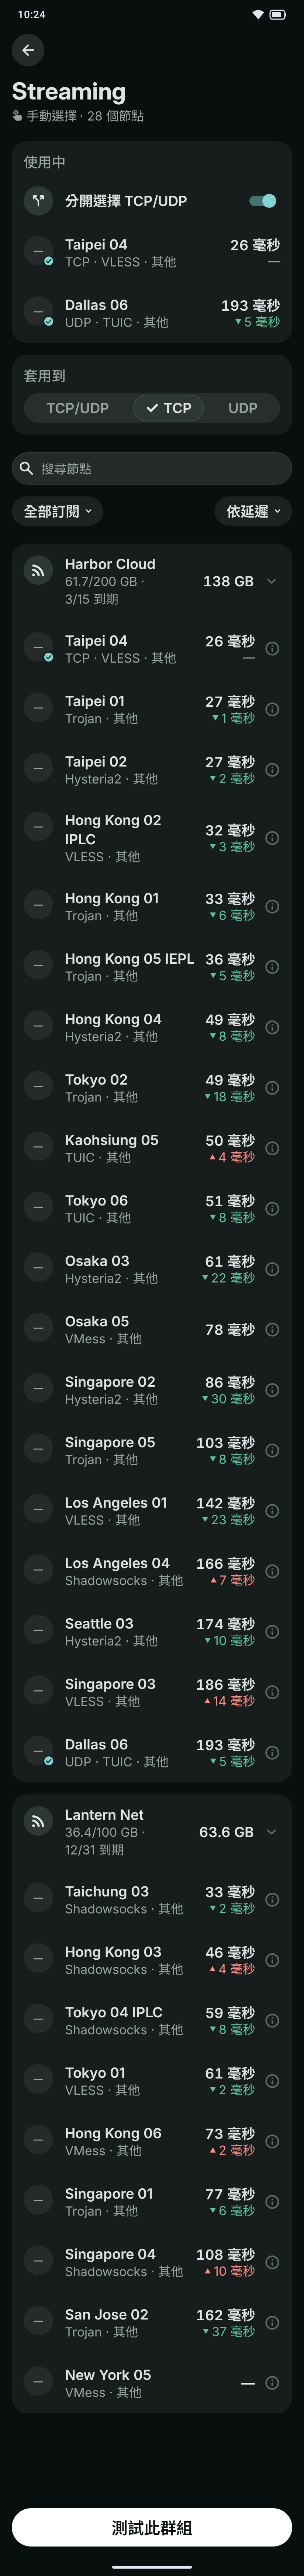 10:24
Streaming
手動選擇 · 28 個節點
使用中
分開選擇 TCP/UDP
Taipei 04
26 毫秒
TCP · VLESS · 其他
—
Dallas 06
193 毫秒
UDP · TUIC · 其他
▼5 毫秒
套用到
TCP/UDP
TCP
UDP
搜尋節點
全部訂閱
依延遲
Harbor Cloud
61.7/200 GB ·
3/15 到期
138 GB
Taipei 04
26 毫秒
TCP · VLESS · 其他
—
Taipei 01
27 毫秒
Trojan · 其他
▼1 毫秒
Taipei 02
27 毫秒
Hysteria2 · 其他
▼2 毫秒
Hong Kong 02
IPLC
32 毫秒
VLESS · 其他
▼3 毫秒
Hong Kong 01
33 毫秒
Trojan · 其他
▼6 毫秒
Hong Kong 05 IEPL
36 毫秒
Trojan · 其他
▼5 毫秒
Hong Kong 04
49 毫秒
Hysteria2 · 其他
▼8 毫秒
Tokyo 02
49 毫秒
Trojan · 其他
▼18 毫秒
Kaohsiung 05
50 毫秒
TUIC · 其他
▲4 毫秒
Tokyo 06
51 毫秒
TUIC · 其他
▼8 毫秒
Osaka 03
61 毫秒
Hysteria2 · 其他
▼22 毫秒
Osaka 05
78 毫秒
VMess · 其他
Singapore 02
86 毫秒
Hysteria2 · 其他
▼30 毫秒
Singapore 05
103 毫秒
Trojan · 其他
▼8 毫秒
Los Angeles 01
142 毫秒
VLESS · 其他
▼23 毫秒
Los Angeles 04
166 毫秒
Shadowsocks · 其他
▲7 毫秒
Seattle 03
174 毫秒
Hysteria2 · 其他
▼10 毫秒
Singapore 03
186 毫秒
VLESS · 其他
▲14 毫秒
Dallas 06
193 毫秒
UDP · TUIC · 其他
▼5 毫秒
Lantern Net
36.4/100 GB ·
12/31 到期
63.6 GB
Taichung 03
33 毫秒
Shadowsocks · 其他
▼2 毫秒
Hong Kong 03
46 毫秒
Shadowsocks · 其他
▲4 毫秒
Tokyo 04 IPLC
59 毫秒
Shadowsocks · 其他
▼8 毫秒
Tokyo 01
61 毫秒
VLESS · 其他
▼2 毫秒
Hong Kong 06
73 毫秒
VMess · 其他
▲2 毫秒
Singapore 01
77 毫秒
Trojan · 其他
▼6 毫秒
Singapore 04
108 毫秒
Shadowsocks · 其他
▲10 毫秒
San Jose 02
162 毫秒
Trojan · 其他
▼37 毫秒
New York 05
—
VMess · 其他
測試此群組